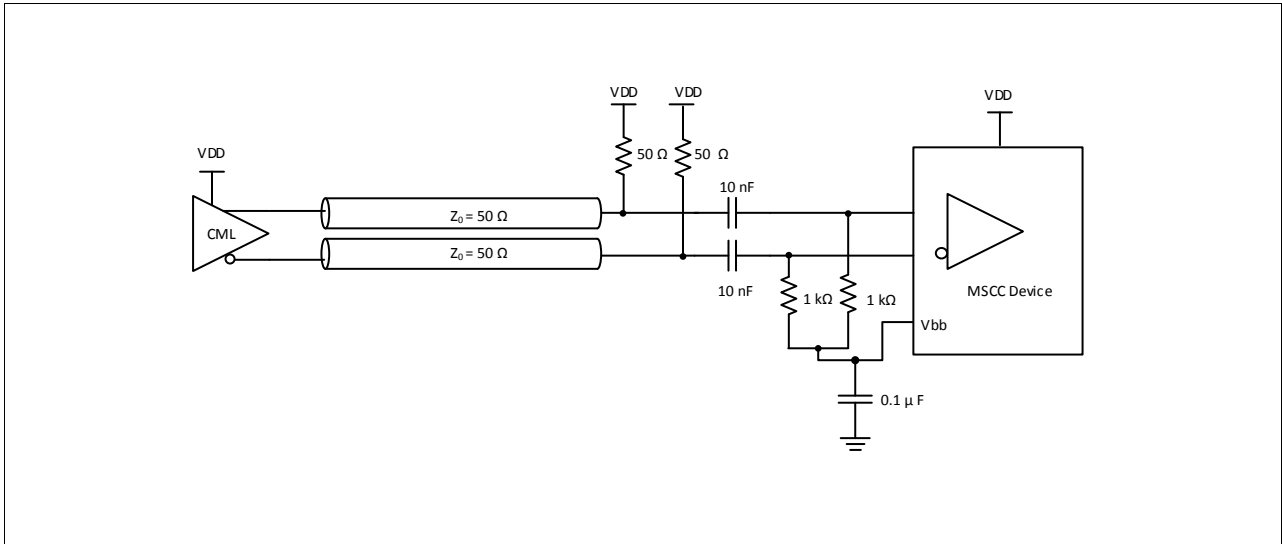 VDD
VDD
VDD
VDD
50 Ω
50 Ω
10 nF
CML
Z₀ = 50 Ω
Z₀ = 50 Ω
10 nF
1 kΩ
1 kΩ
MSCC Device
Vbb
0.1 µ F